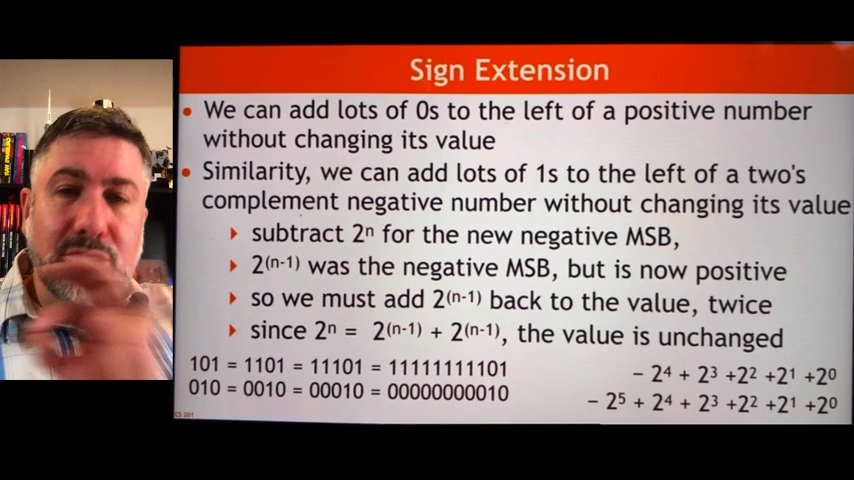 Sign Extension
• We can add lots of 0s to the left of a positive number
without changing its value
• Similarity, we can add lots of 1s to the left of a two's
complement negative number without changing its value
subtract 2ⁿ for the new negative MSB,
2⁽ⁿ⁻¹⁾ was the negative MSB, but is now positive
so we must add 2⁽ⁿ⁻¹⁾ back to the value, twice
since 2ⁿ = 2⁽ⁿ⁻¹⁾ + 2⁽ⁿ⁻¹⁾, the value is unchanged
101 = 1101 = 11101 = 11111111101
010 = 0010 = 00010 = 00000000010
− 2⁴ + 2³ +2² +2¹ +2⁰
− 2⁵ + 2⁴ + 2³ +2² +2¹ +2⁰
CS 201